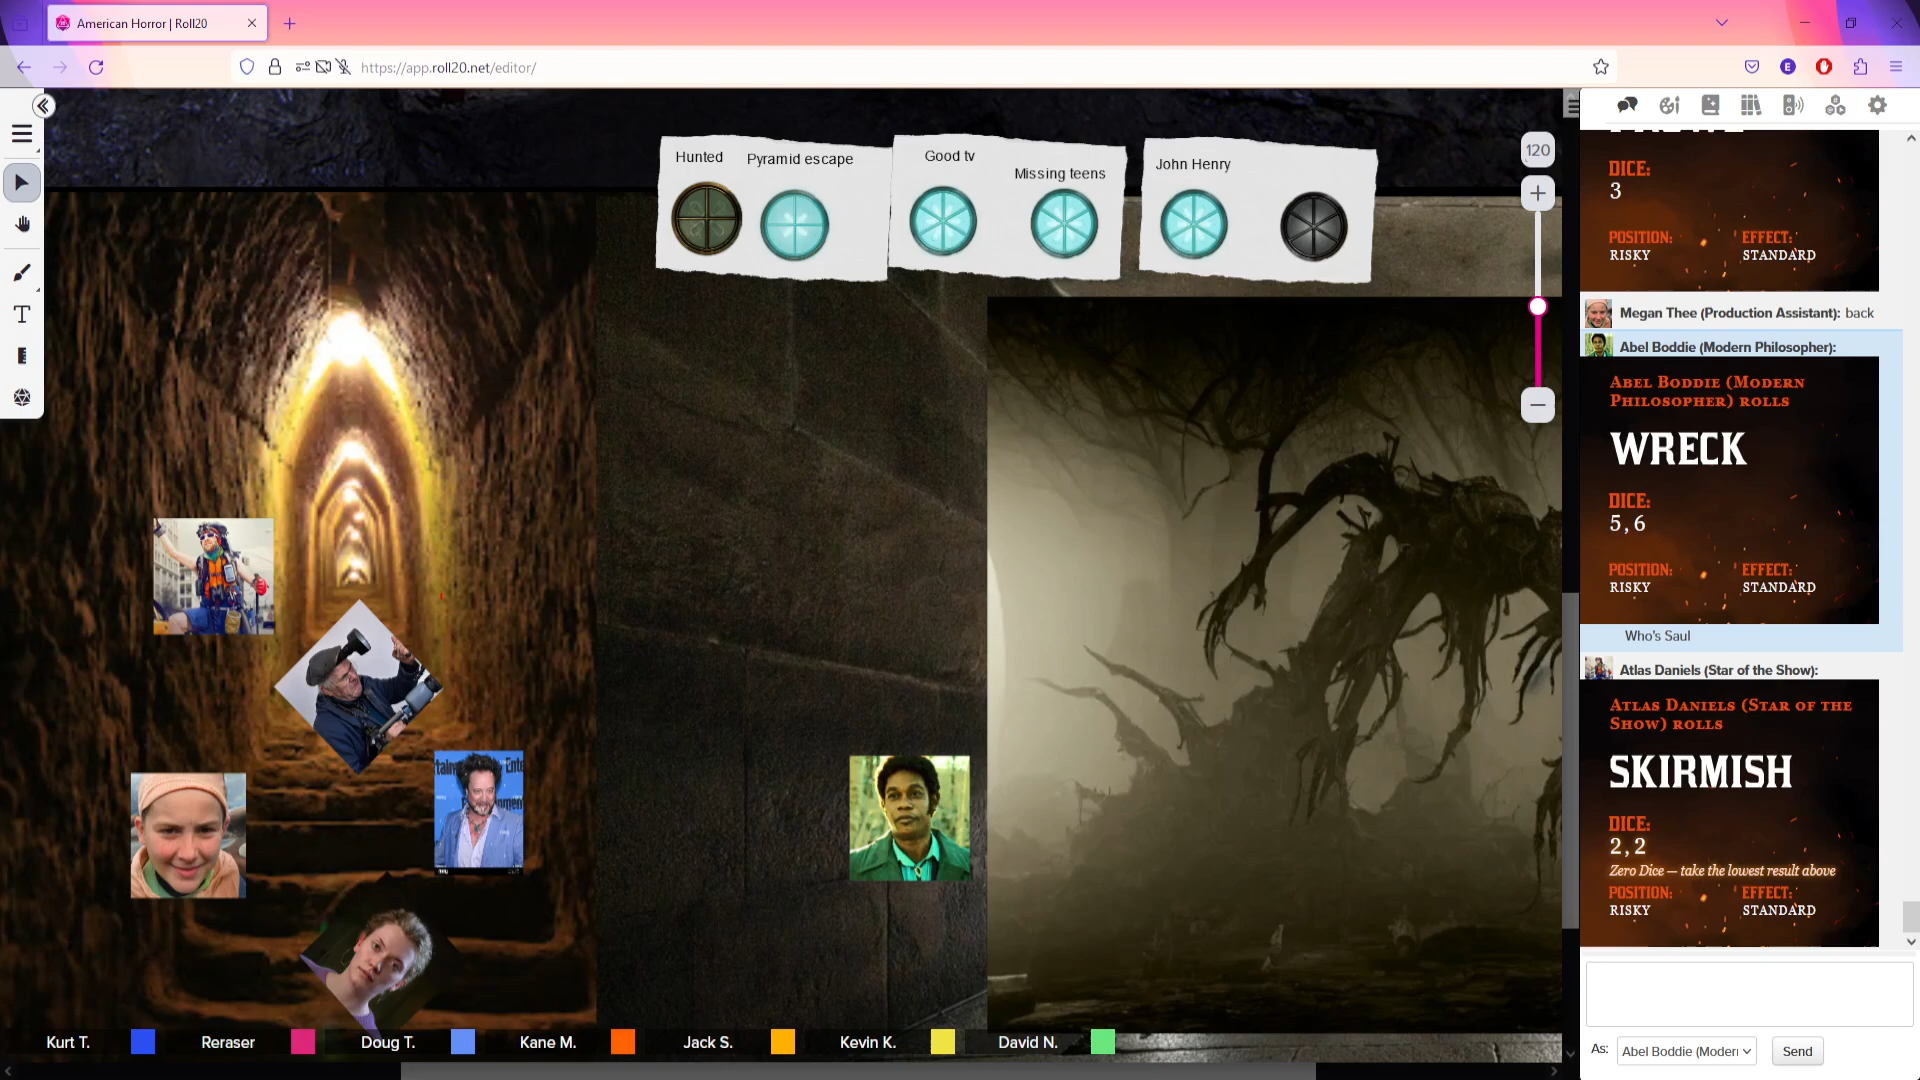 American Horror | Roll20
https://app.roll20.net/editor/
Hunted
Pyramid escape
Good tv
Missing teens
John Henry
120
DICE:
3
POSITION:
EFFECT:
RISKY
STANDARD
Megan Thee (Production Assistant): back
Abel Boddie (Modern Philosopher):
Abel Boddie (Modern
Philosopher) rolls
WRECK
DICE:
5, 6
POSITION:
EFFECT:
RISKY
STANDARD
Who's Saul
Atlas Daniels (Star of the Show):
Atlas Daniels (Star of the
Show) rolls
SKIRMISH
DICE:
2, 2
Zero Dice — take the lowest result above
POSITION:
EFFECT:
RISKY
STANDARD
Kurt T.
Reraser
Doug T.
Kane M.
Jack S.
Kevin K.
David N.
As:
Abel Boddie (Moder
Send